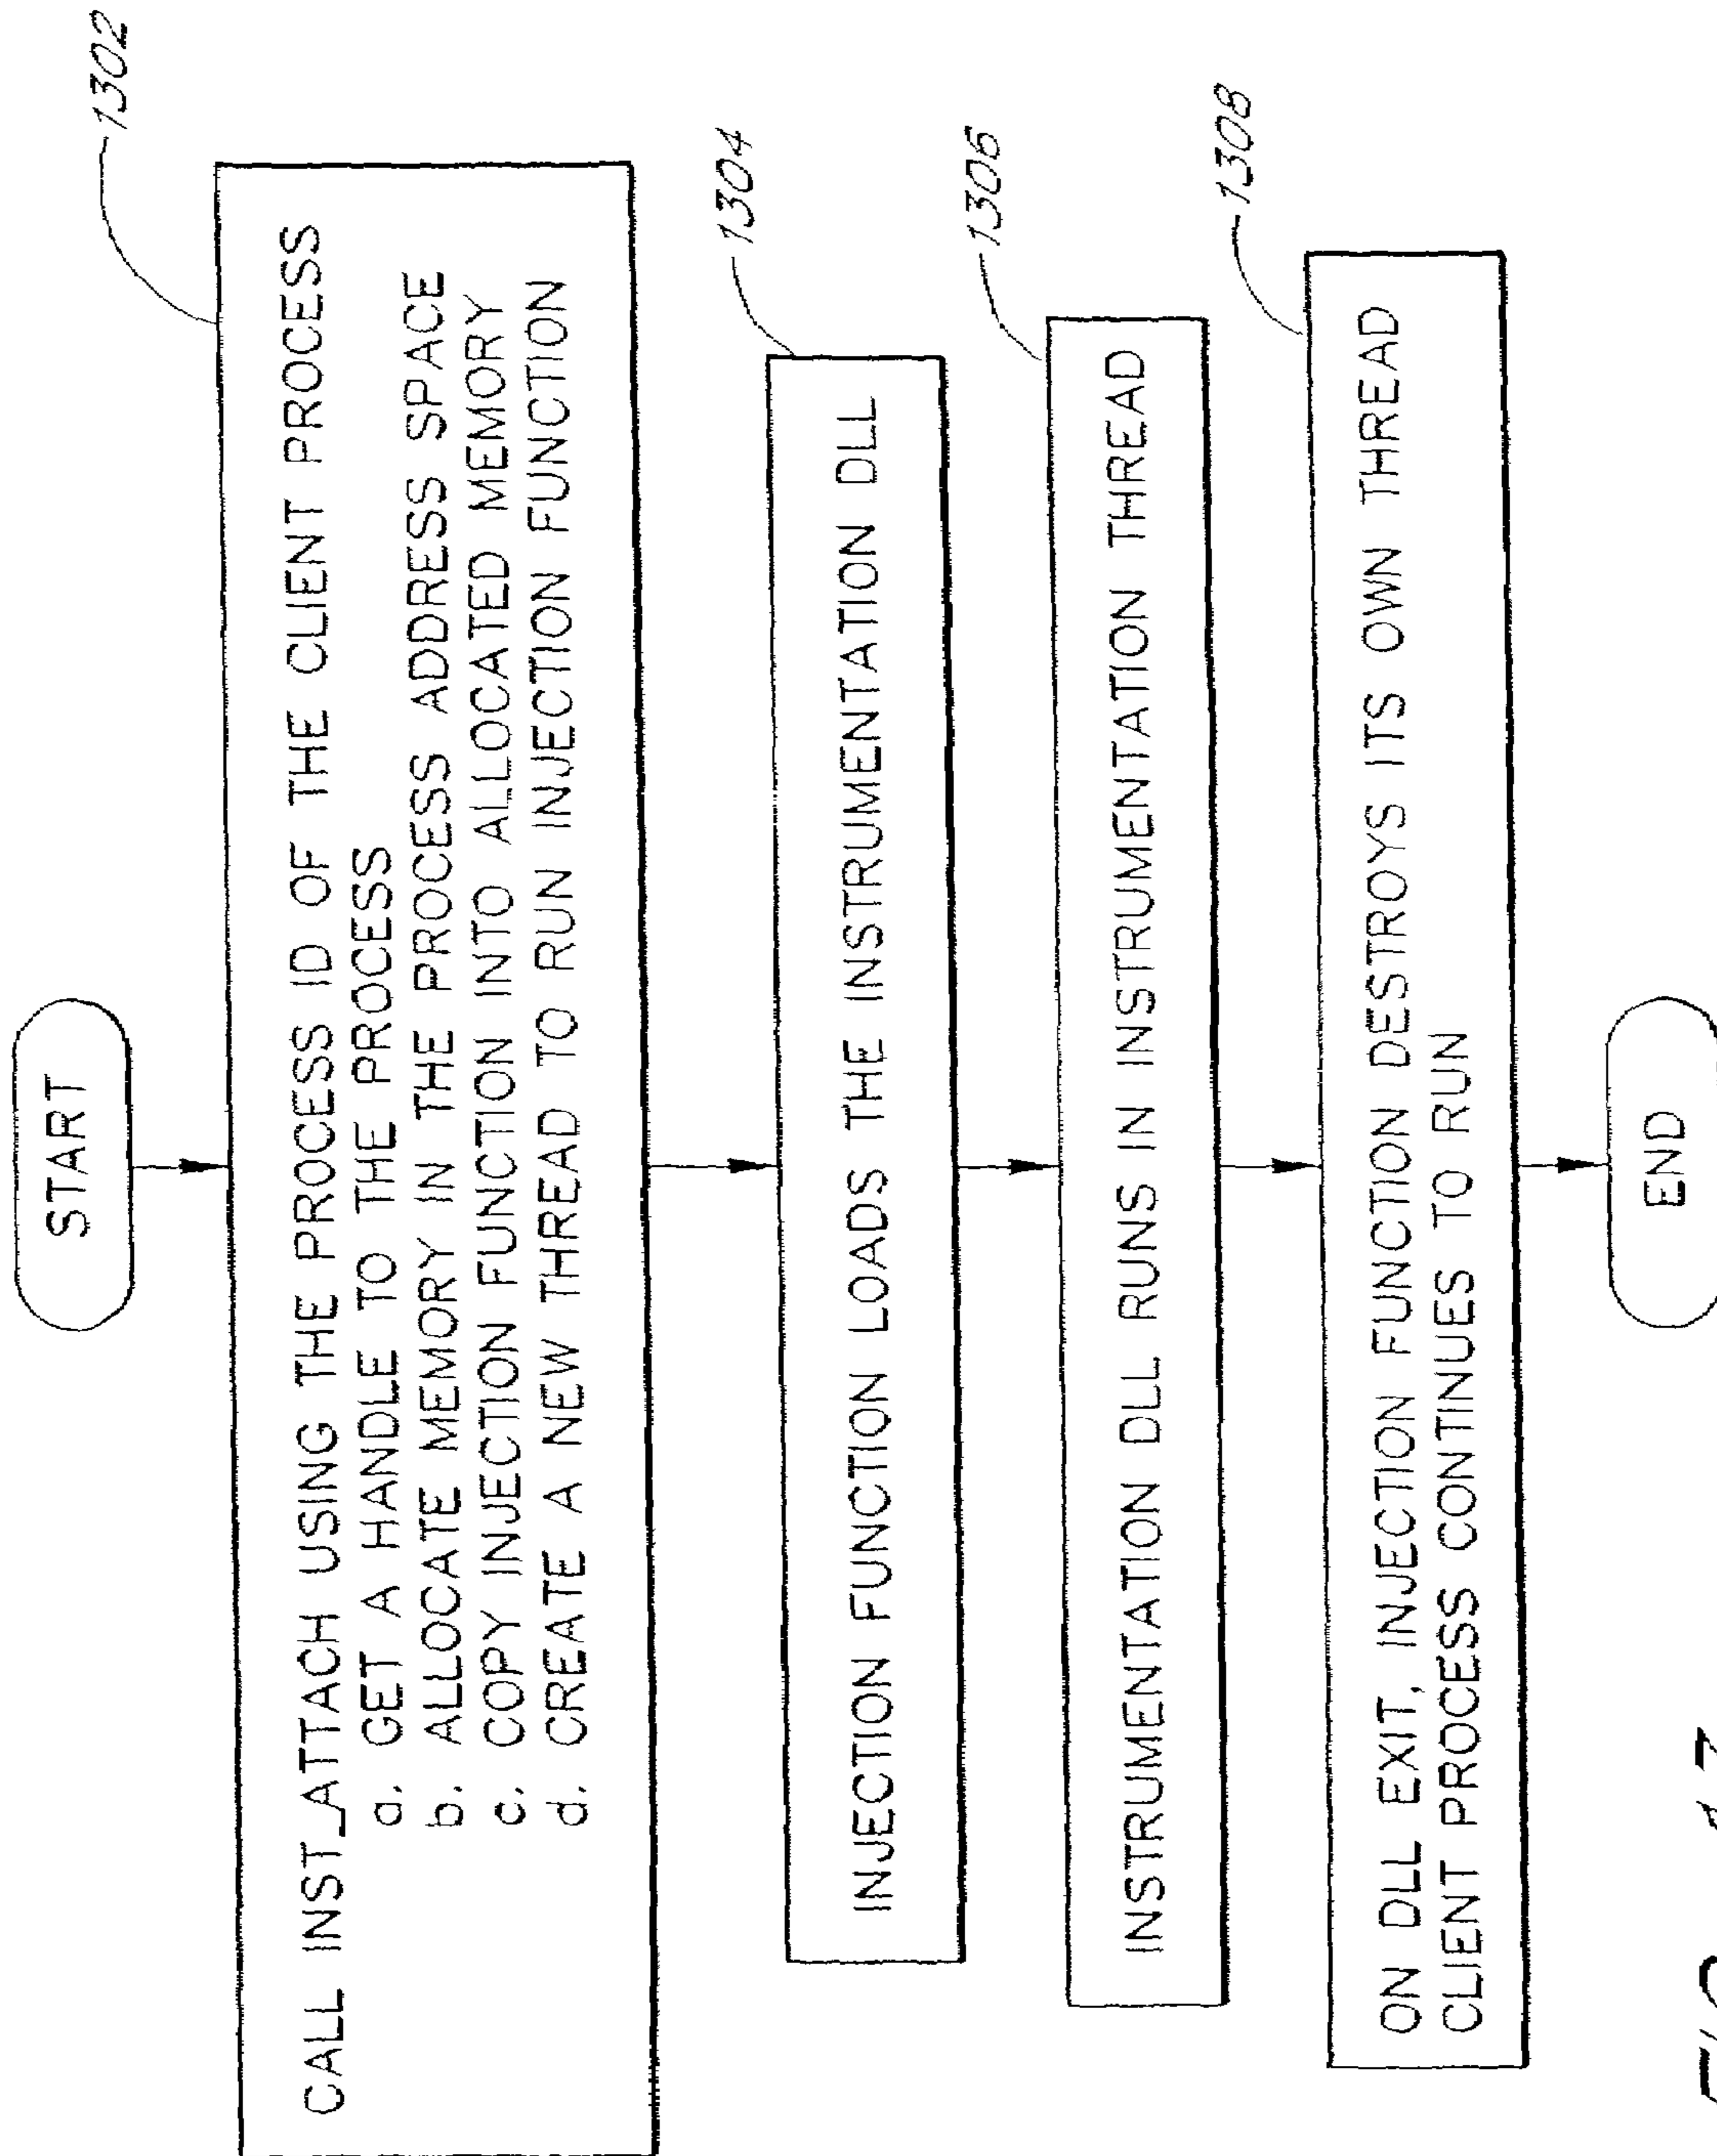 START
1302
CALL INST_ATTACH USING THE PROCESS ID OF THE CLIENT PROCESS
a. GET A HANDLE TO THE PROCESS
b. ALLOCATE MEMORY IN THE PROCESS ADDRESS SPACE
c. COPY INJECTION FUNCTION INTO ALLOCATED MEMORY
d. CREATE A NEW THREAD TO RUN INJECTION FUNCTION
1304
INJECTION FUNCTION LOADS THE INSTRUMENTATION DLL
1306
INSTRUMENTATION DLL RUNS IN INSTRUMENTATION THREAD
1308
ON DLL EXIT, INJECTION FUNCTION DESTROYS ITS OWN THREAD
CLIENT PROCESS CONTINUES TO RUN
END